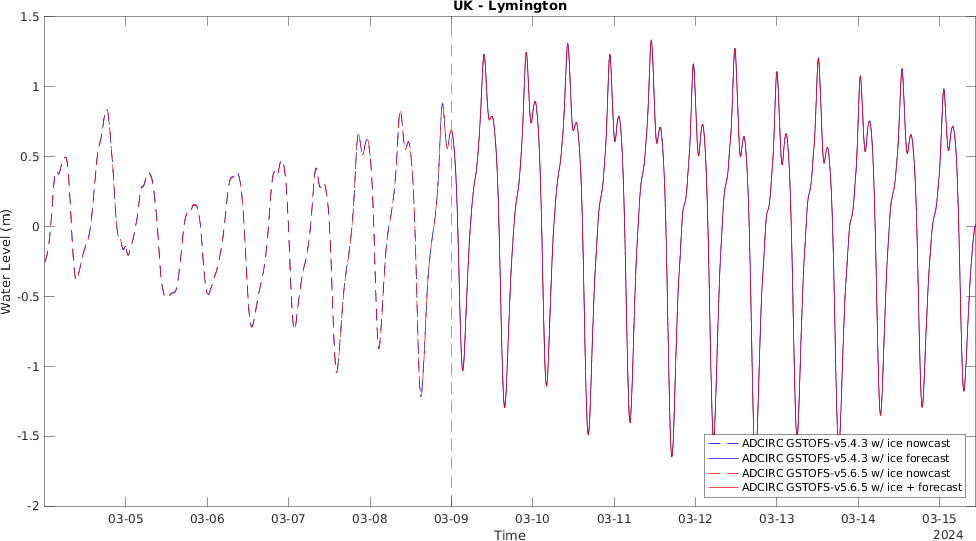 UK - Lymington
1.5
1
0.5
0
-0.5
-1
-1.5
-2
Water Level (m)
ADCIRC GSTOFS-v5.4.3 w/ ice nowcast
ADCIRC GSTOFS-v5.4.3 w/ ice forecast
ADCIRC GSTOFS-v5.6.5 w/ ice nowcast
ADCIRC GSTOFS-v5.6.5 w/ ice + forecast
03-05 03-06 03-07 03-08 03-09 03-10 03-11 03-12 03-13 03-14 03-15
Time
2024